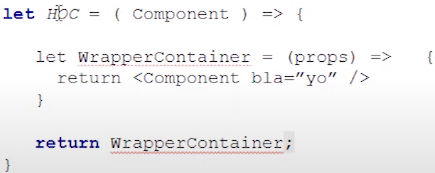 let HOC = ( Component ) => {
let WrapperContainer = (props) => {
return <Component bla=”yo” />
}
return WrapperContainer;
}